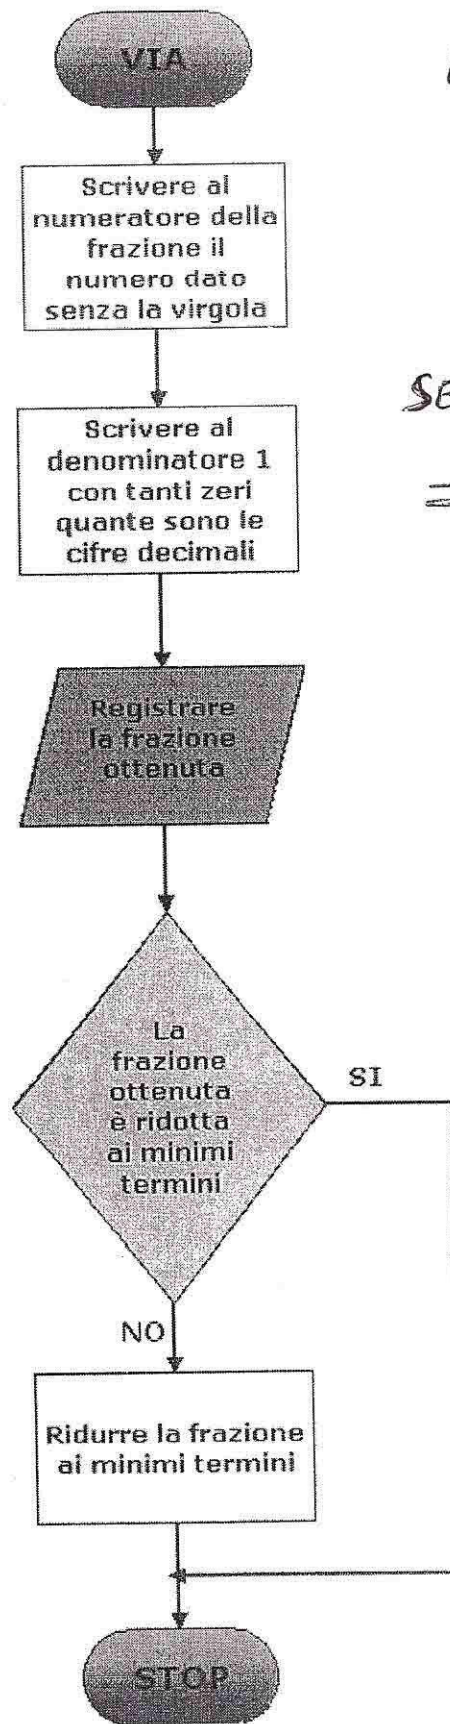 VIA
Scrivere al
numeratore della
frazione il
numero dato
senza la virgola
Scrivere al
denominatore 1
con tanti zeri
quante sono le
cifre decimali
Registrare
la frazione
ottenuta
La
frazione
ottenuta
è ridotta
ai minimi
termini
SI
NO
Ridurre la frazione
ai minimi termini
STOP